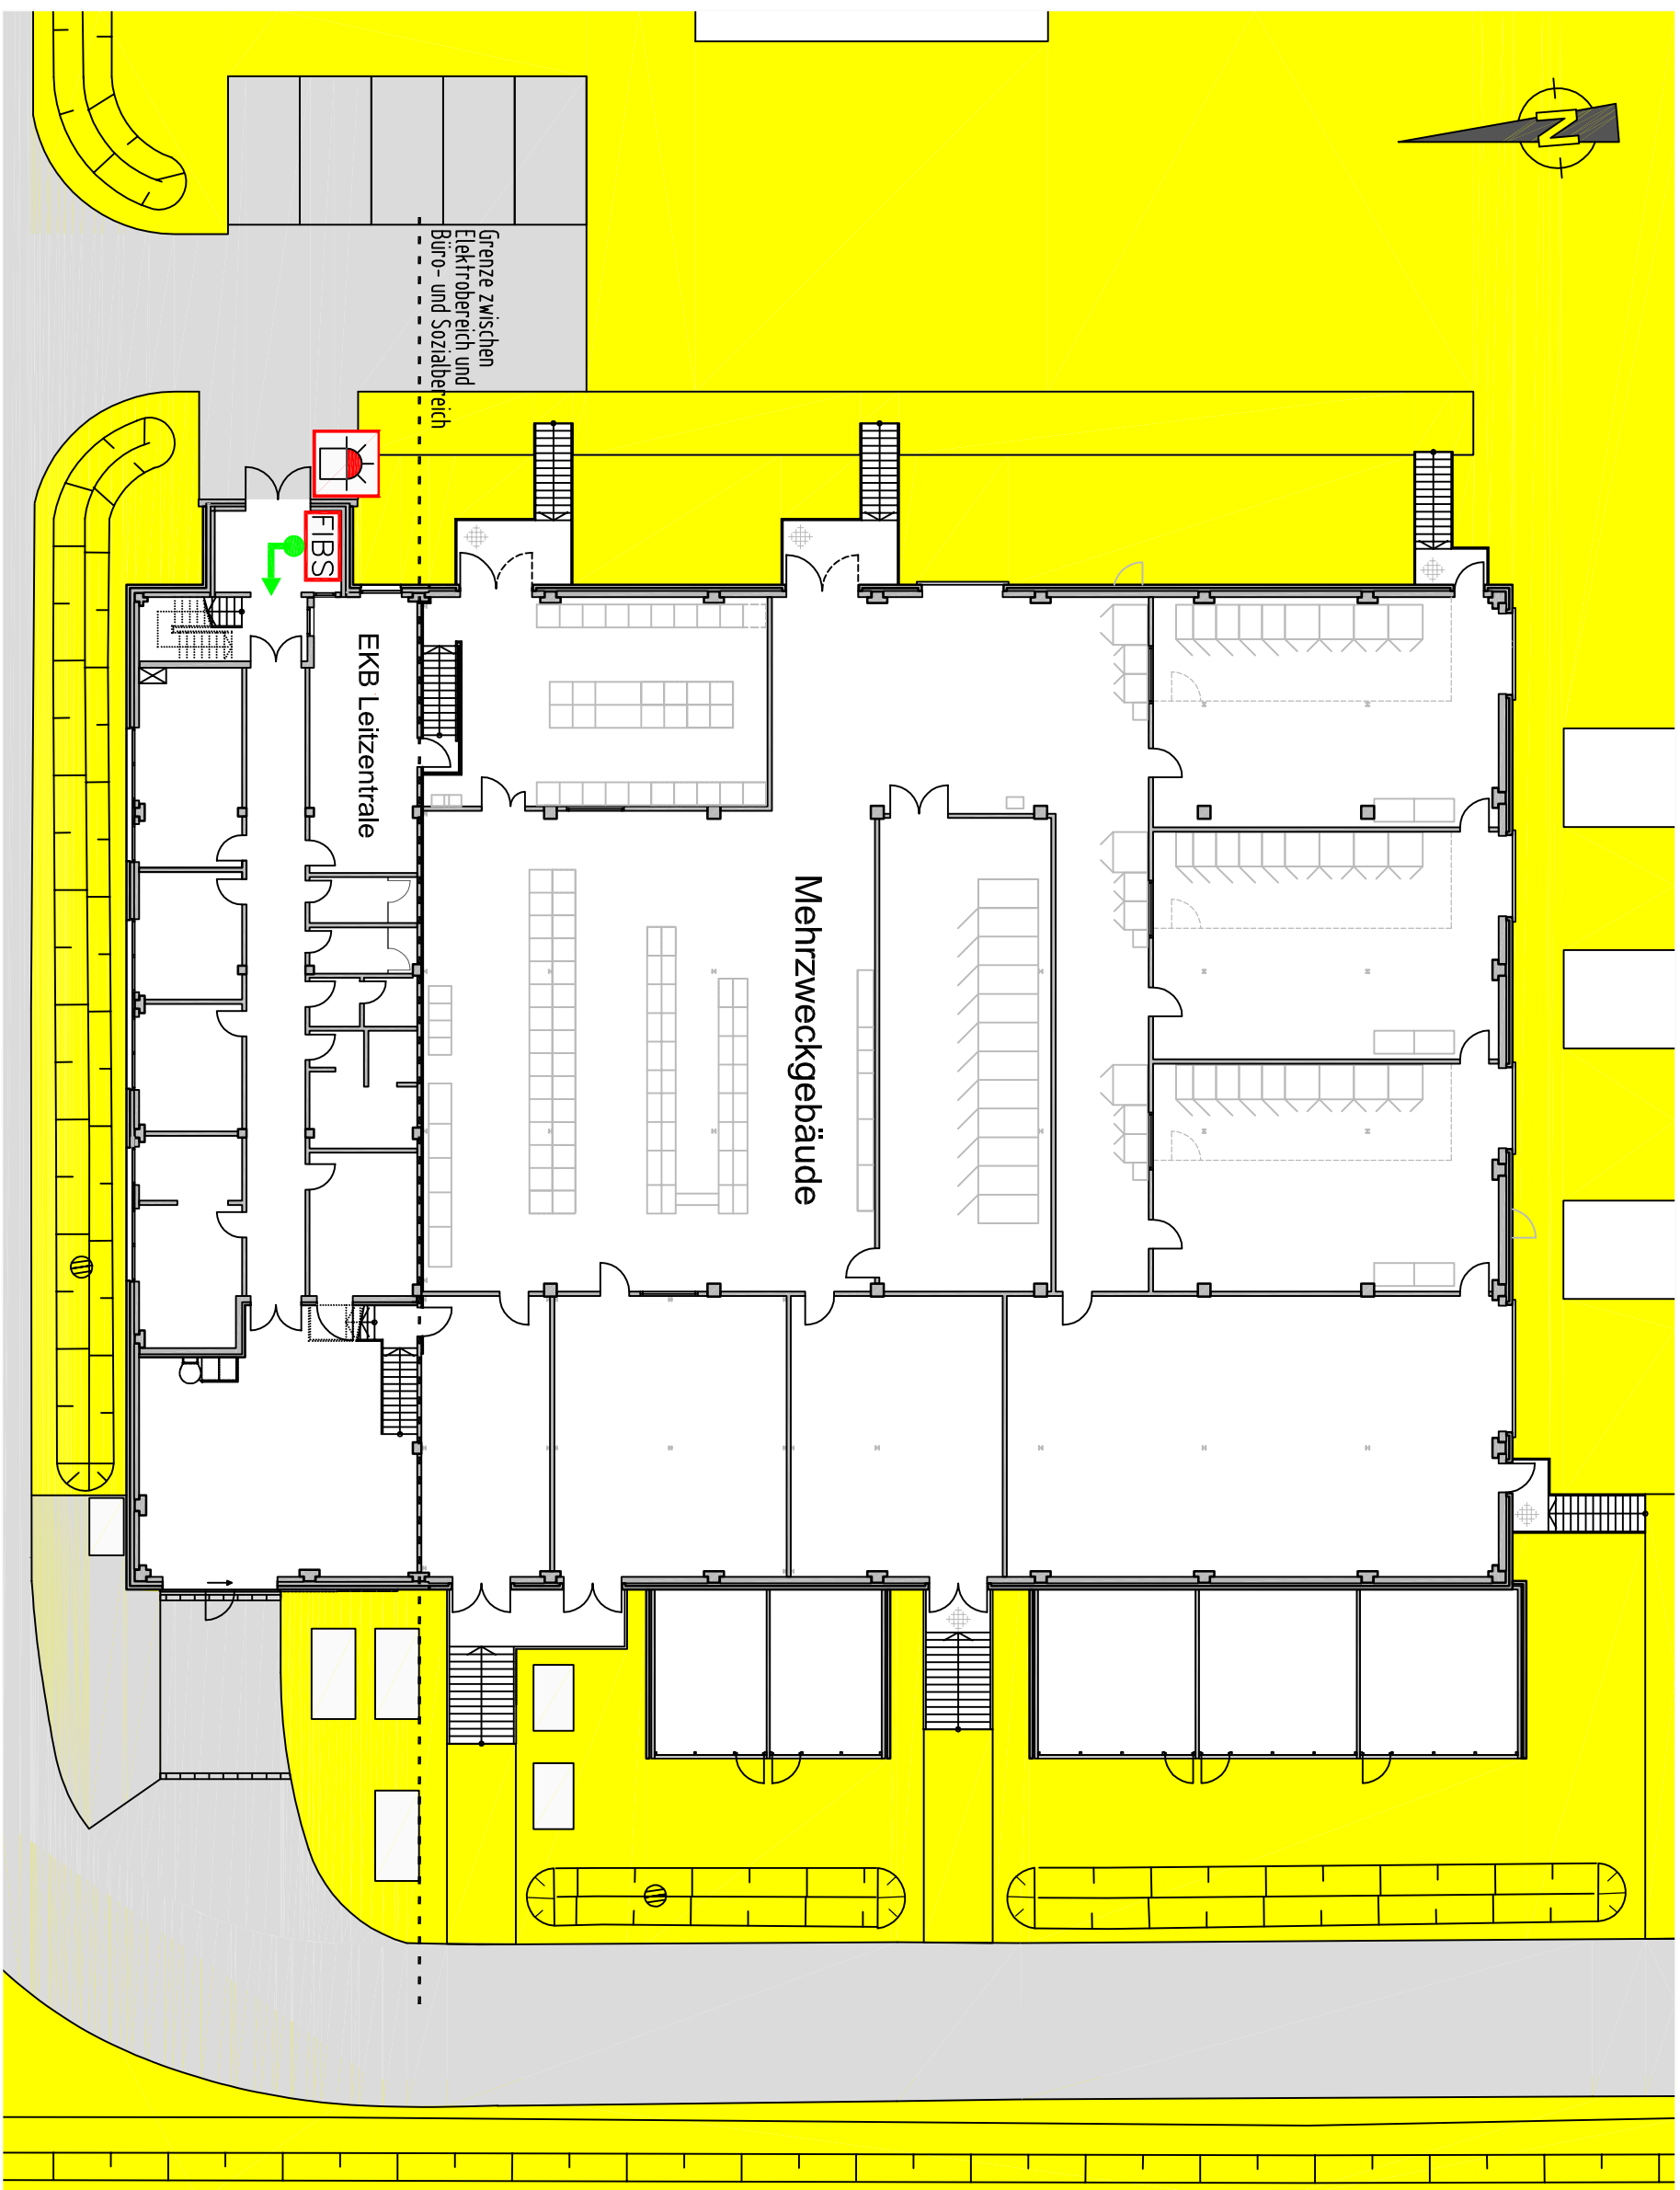 N
Grenze zwischen
Elektrobereich und
Büro- und Sozialbereich
FIBS
EKB Leitzentrale
Mehrzweckgebäude